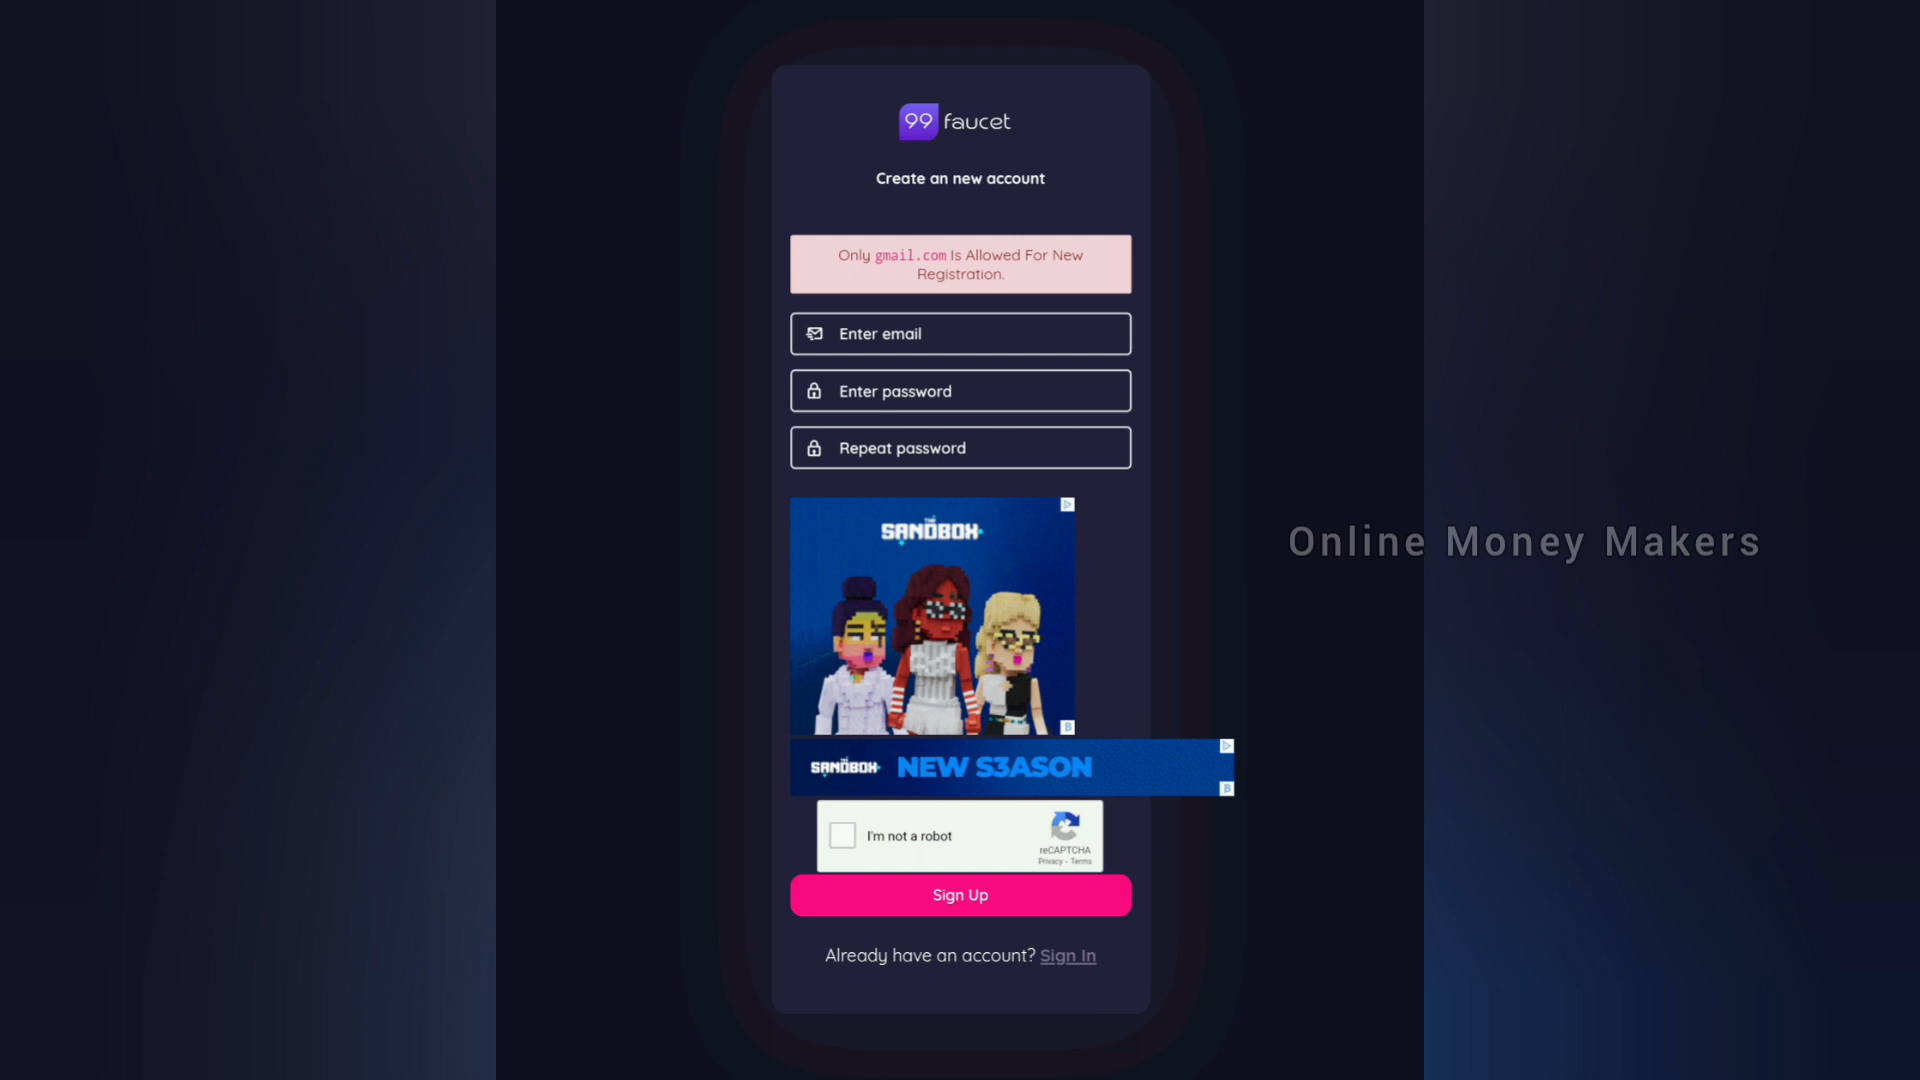 99 faucet
Create an new account
Only gmail.com Is Allowed For New
Registration.
Enter email
Enter password
Repeat password
THE
SANDBOX
B
THE
SANDBOX
NEW S3ASON
B
I'm not a robot
reCAPTCHA
Privacy - Terms
Sign Up
Already have an account? Sign In
Online Money Makers